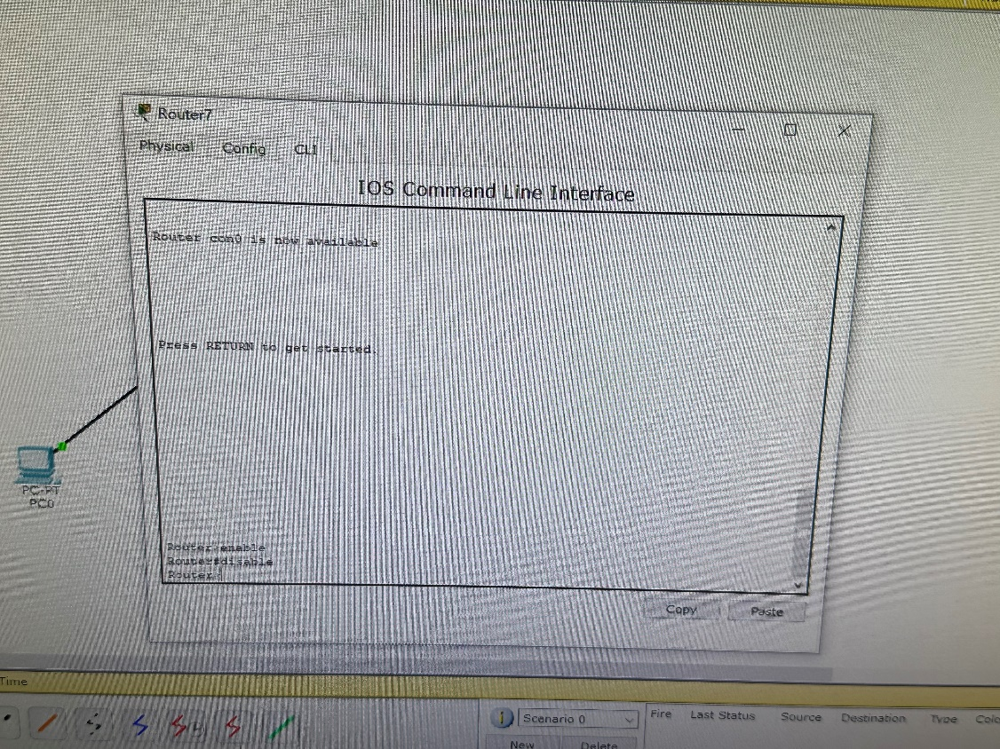 Router7
Physical Config CLI
IOS Command Line Interface
Router con0 is now available
Press RETURN to get started.
Router>enable
Router#disable
Router>
Copy Paste
PC-PT
PC0
Time
Scenario 0
Fire Last Status Source Destination Type
New Delete